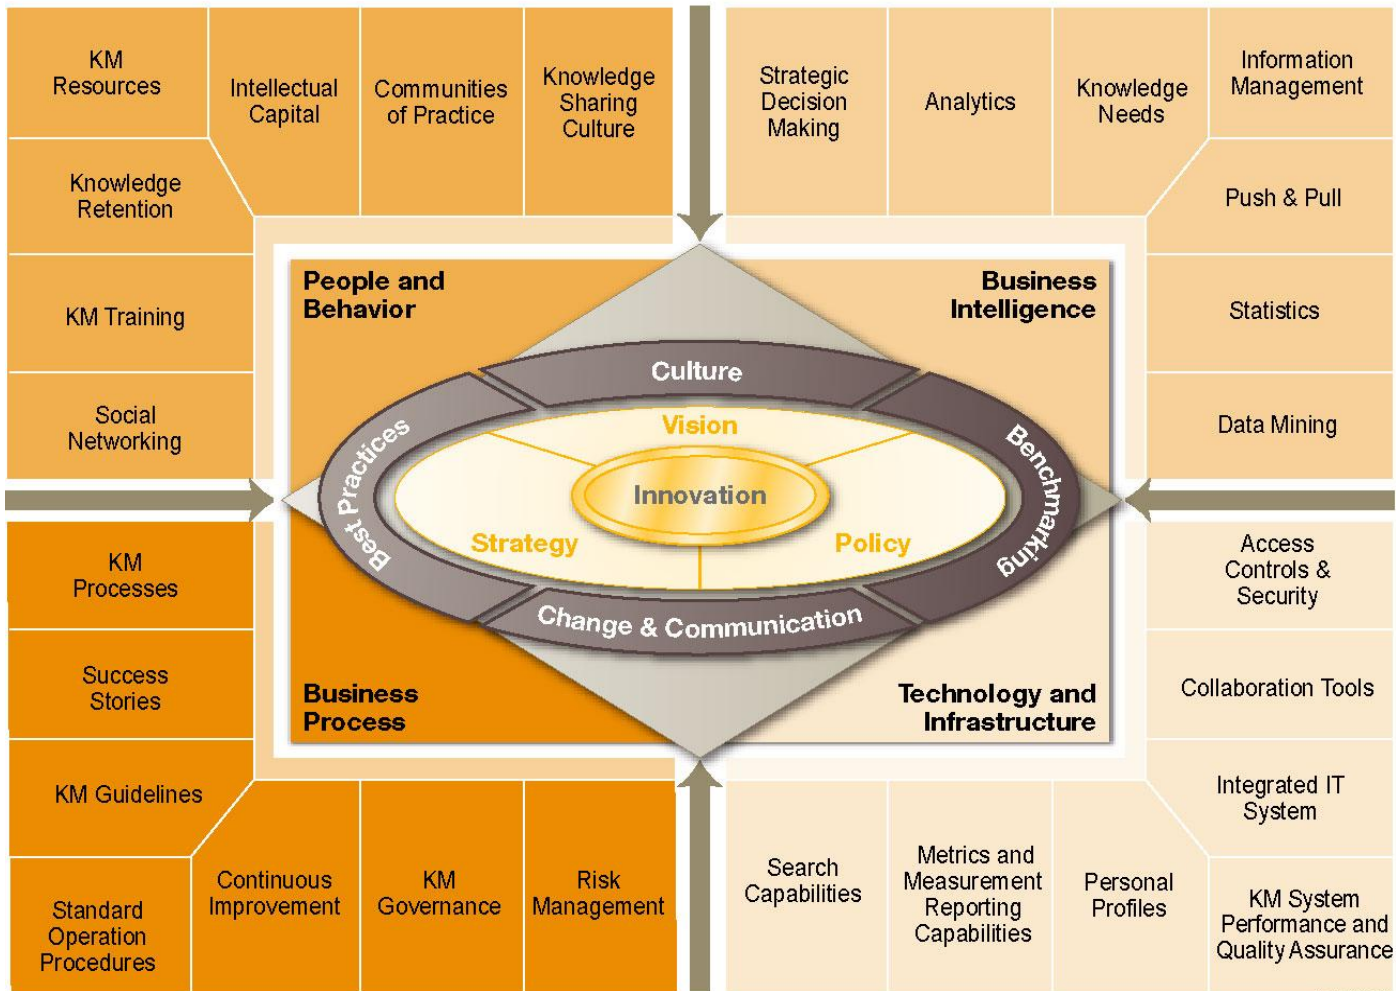 KM
Resources
Intellectual
Capital
Communities
of Practice
Knowledge
Sharing
Culture
Knowledge
Retention
KM Training
Social
Networking
Strategic
Decision
Making
Analytics
Knowledge
Needs
Information
Management
Push & Pull
Statistics
Data Mining
People and
Behavior
Business
Intelligence
Culture
Best Practices
Vision
Benchmarking
Innovation
Strategy
Policy
Change & Communication
Business
Process
Technology and
Infrastructure
KM
Processes
Success
Stories
KM Guidelines
Standard
Operation
Procedures
Continuous
Improvement
KM
Governance
Risk
Management
Access
Controls &
Security
Collaboration Tools
Integrated IT
System
Search
Capabilities
Metrics and
Measurement
Reporting
Capabilities
Personal
Profiles
KM System
Performance and
Quality Assurance